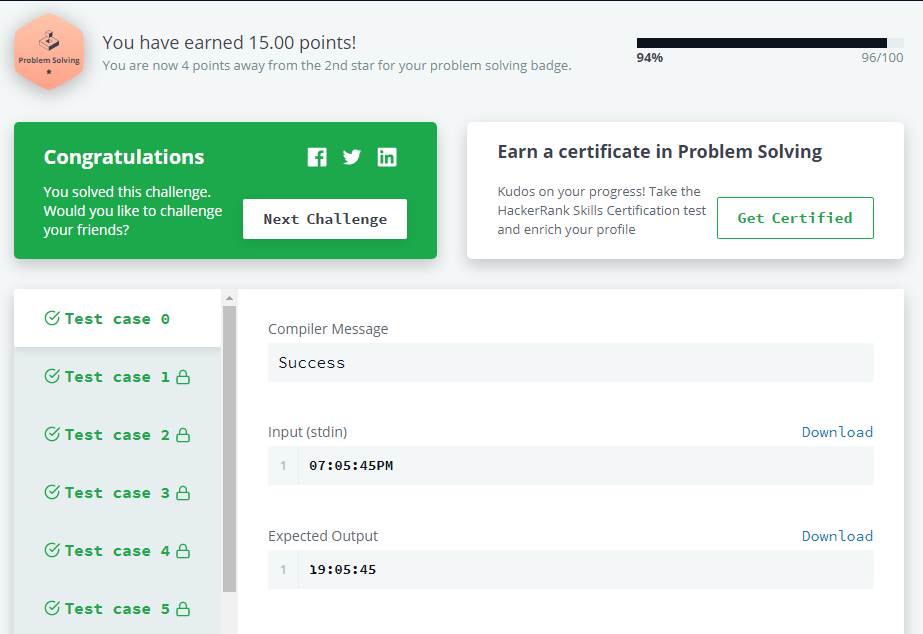 Problem Solving
You have earned 15.00 points!
You are now 4 points away from the 2nd star for your problem solving badge.
94%
96/100
Congratulations
You solved this challenge.
Would you like to challenge
your friends?
Next Challenge
Earn a certificate in Problem Solving
Kudos on your progress! Take the
HackerRank Skills Certification test
and enrich your profile
Get Certified
Test case 0
Test case 1
Test case 2
Test case 3
Test case 4
Test case 5
Compiler Message
Success
Input (stdin)
Download
1 07:05:45PM
Expected Output
Download
1 19:05:45